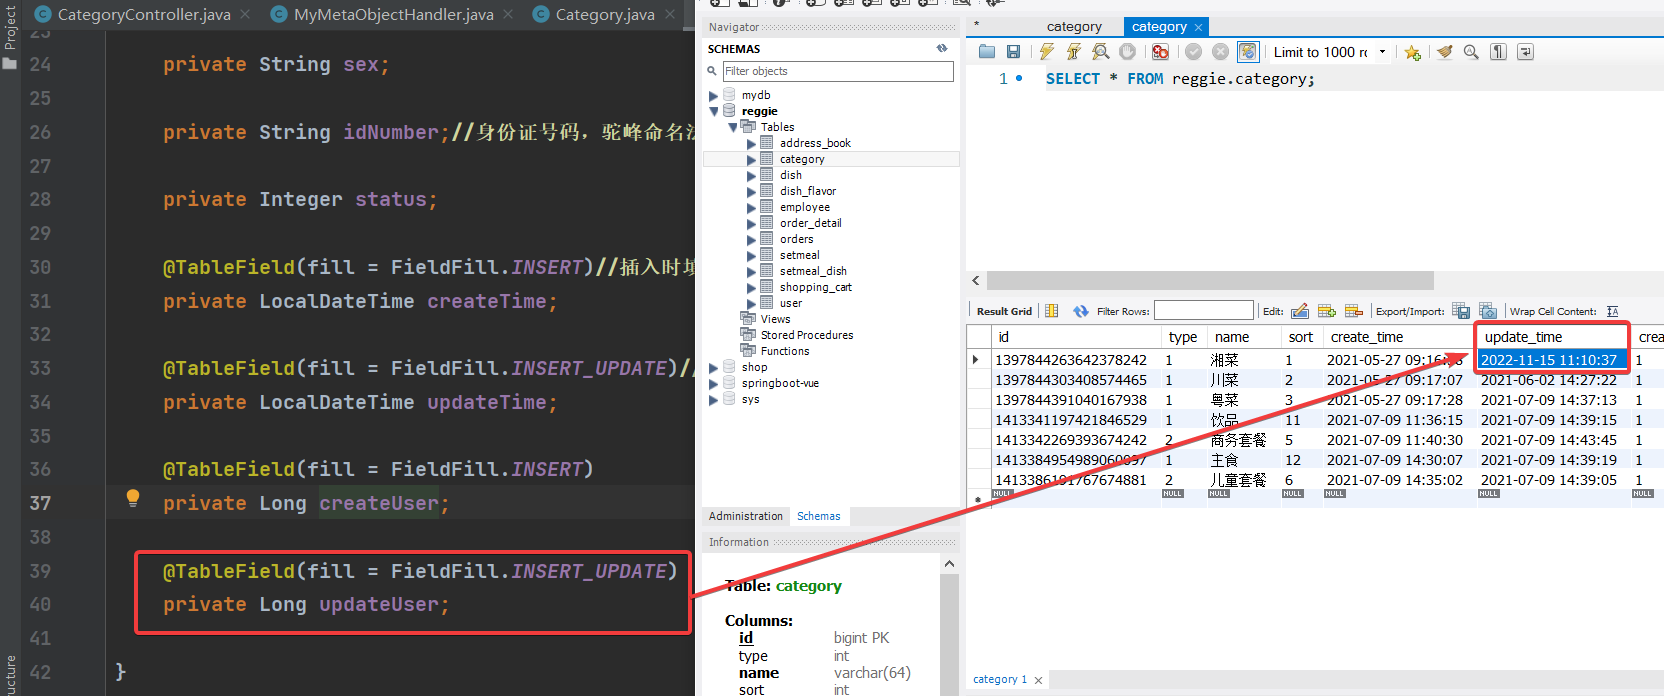 Project
CategoryController.java
MyMetaObjectHandler.java
Category.java
23
24 private String sex;
25
26 private String idNumber;//身份证号码，驼峰命名法
27
28 private Integer status;
29
30 @TableField(fill = FieldFill.INSERT)//插入时填
31 private LocalDateTime createTime;
32
33 @TableField(fill = FieldFill.INSERT_UPDATE)//
34 private LocalDateTime updateTime;
35
36 @TableField(fill = FieldFill.INSERT)
37 private Long createUser;
38
39 @TableField(fill = FieldFill.INSERT_UPDATE)
40 private Long updateUser;
41
42 }
ructure
Navigator
SCHEMAS
Filter objects
mydb
reggie
Tables
address_book
category
dish
dish_flavor
employee
order_detail
orders
setmeal
setmeal_dish
shopping_cart
user
Views
Stored Procedures
Functions
shop
springboot-vue
sys
Administration Schemas
Information
Table: category
Columns:
id bigint PK
type int
name varchar(64)
sort int
* category category
Limit to 1000 r
1 SELECT * FROM reggie.category;
Result Grid Filter Rows: Edit: Export/Import: Wrap Cell Content:
id type name sort create_time update_time crea
1397844263642378242 1 湘菜 1 2021-05-27 09:16: 2022-11-15 11:10:37 1
1397844303408574465 1 川菜 2 2021-05-27 09:17:07 2021-06-02 14:27:22 1
1397844391040167938 1 粤菜 3 2021-05-27 09:17:28 2021-07-09 14:37:13 1
1413341197421846529 1 饮品 11 2021-07-09 11:36:15 2021-07-09 14:39:15 1
1413342269393674242 2 商务套餐 5 2021-07-09 11:40:30 2021-07-09 14:43:45 1
1413384954989060097 1 主食 12 2021-07-09 14:30:07 2021-07-09 14:39:19 1
1413386191767674881 2 儿童套餐 6 2021-07-09 14:35:02 2021-07-09 14:39:05 1
NULL NULL NULL NULL NULL NULL NULL
category 1